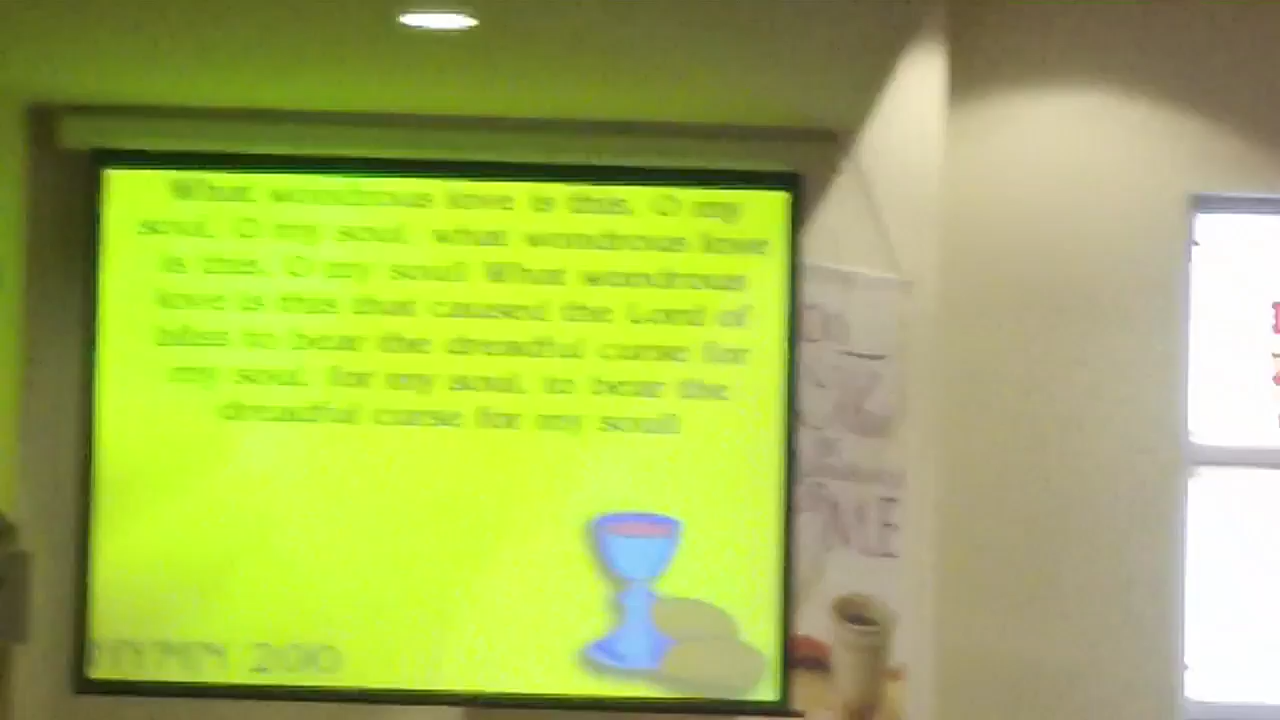 What wondrous love is this, O my
soul, O my soul, what wondrous love
is this, O my soul! What wondrous
love is this that caused the Lord of
bliss to bear the dreadful curse for
my soul, for my soul, to bear the
dreadful curse for my soul!
HYMN 200